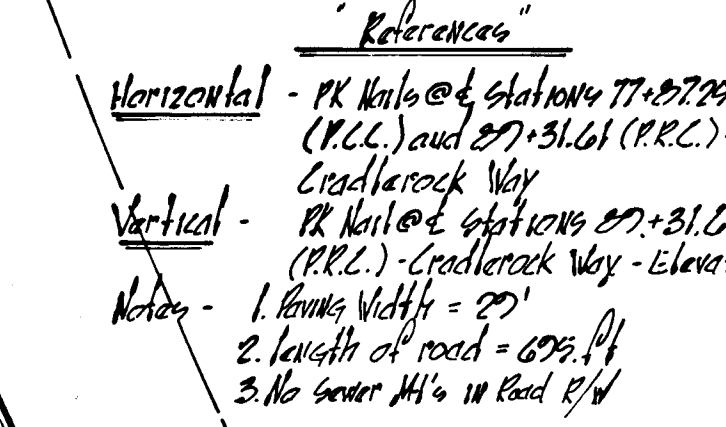 "References"
Horizontal - PK Nails @ ℄ Stations 77+87.25
(P.C.C.) and 89+31.61 (P.R.C.) -
Cradlerock Way
Vertical - PK Nail @ ℄ Stations 89+31.6
(P.R.C.) - Cradlerock Way - Eleva
Notes - 1. Paving Width = 29'
2. length of road = 695.ft
3. No Sewer MH's in Road R/W